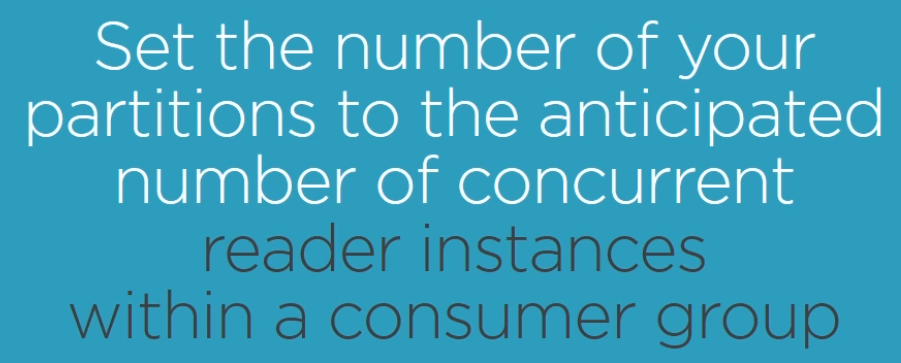 Set the number of your
partitions to the anticipated
number of concurrent
reader instances
within a consumer group